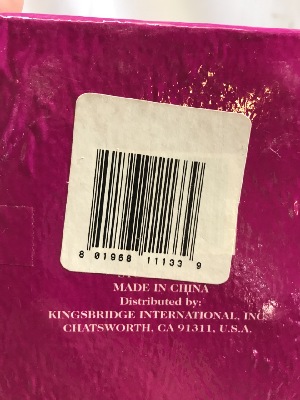 8 01968 11133 9
MADE IN CHINA
Distributed by:
KINGSBRIDGE INTERNATIONAL, INC.
CHATSWORTH, CA 91311, U.S.A.